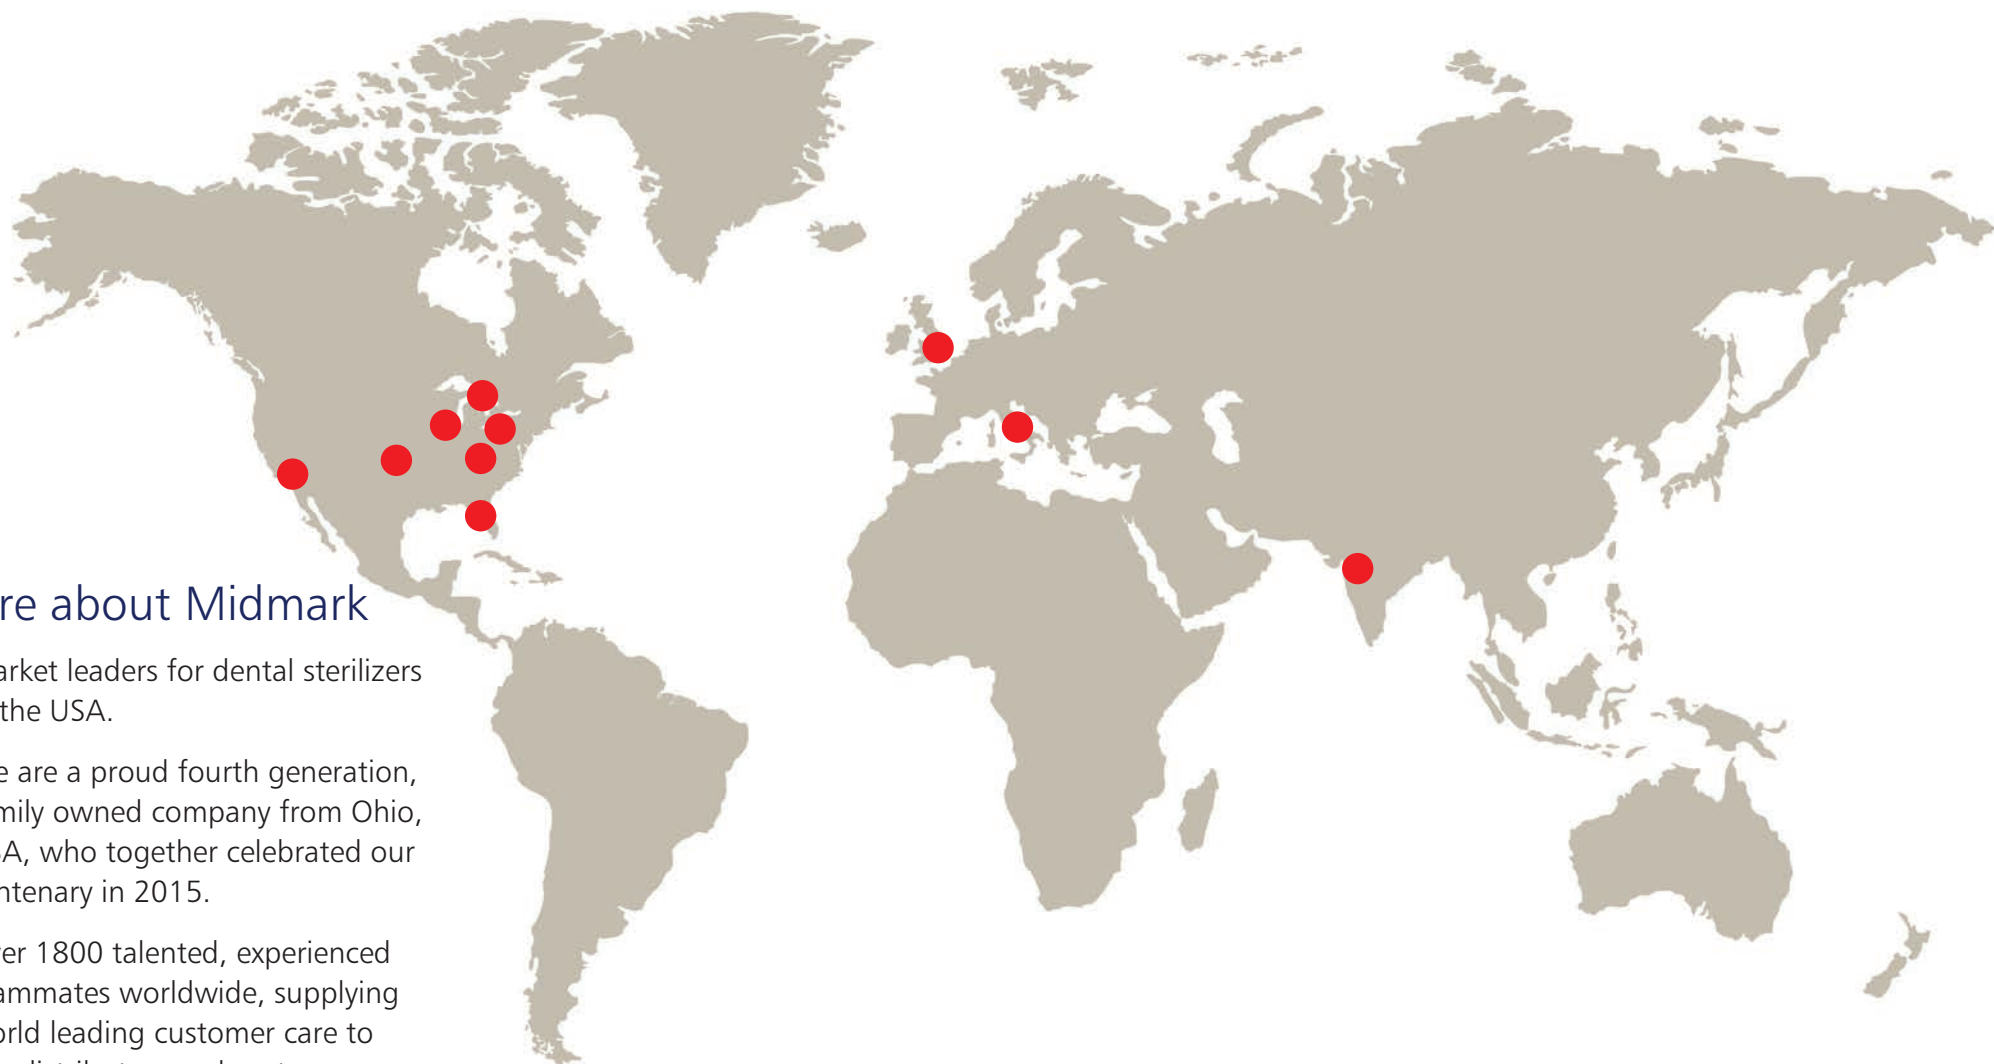 re about Midmark
arket leaders for dental sterilizers
the USA.
e are a proud fourth generation,
mily owned company from Ohio,
SA, who together celebrated our
ntenary in 2015.
er 1800 talented, experienced
ammates worldwide, supplying
orld leading customer care to